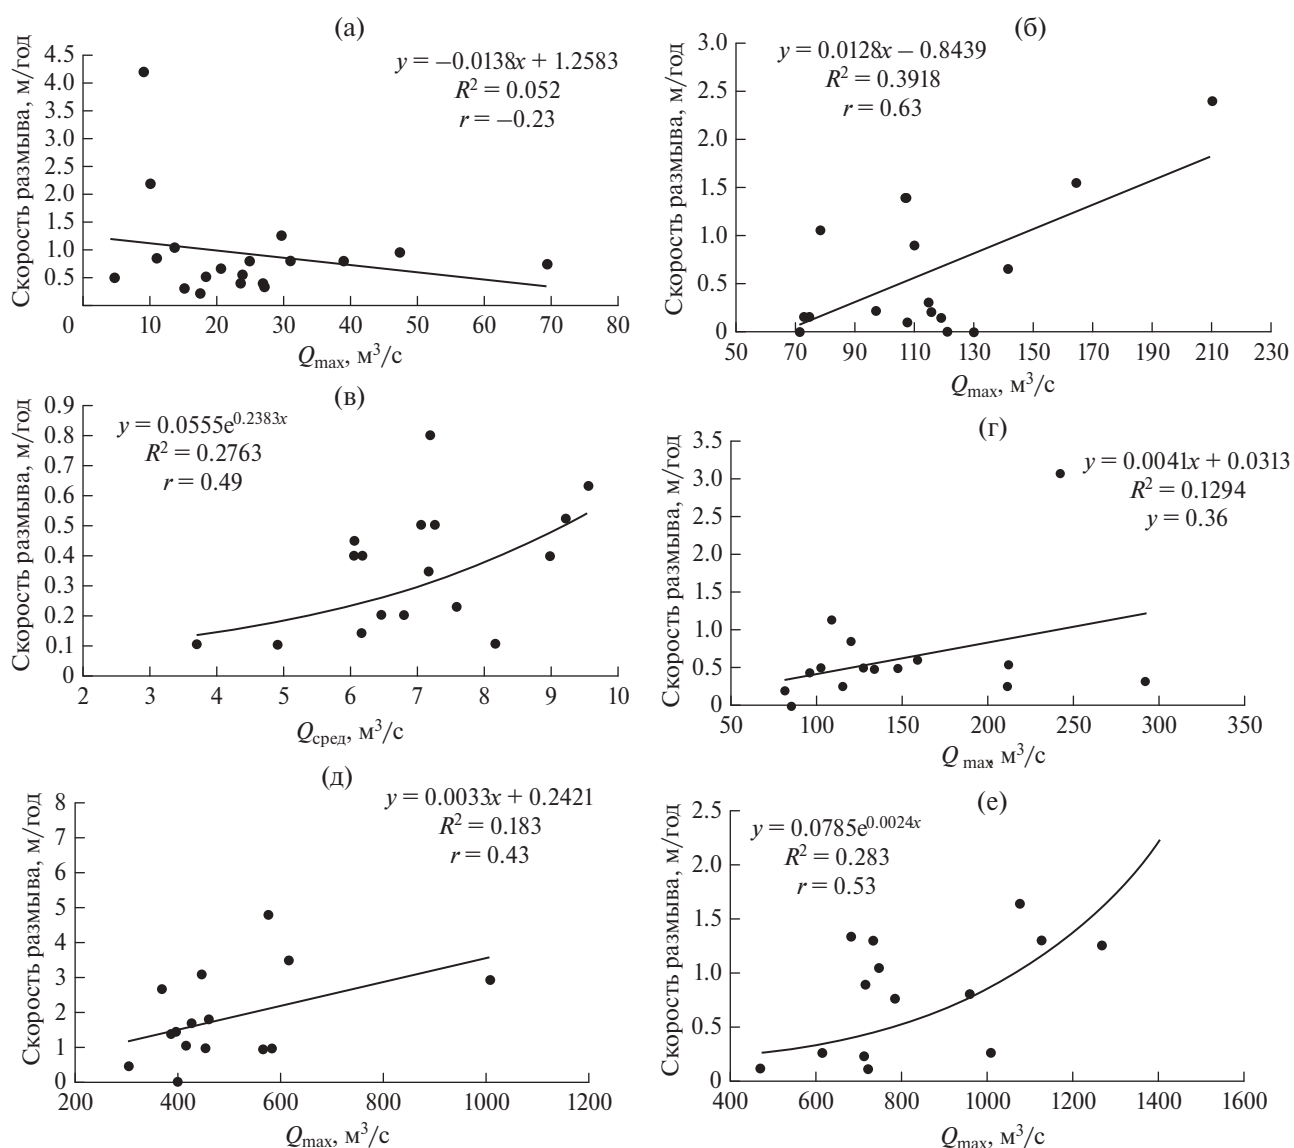 (а)
Скорость размыва, м/год
4.5
4.0
3.5
3.0
2.5
2.0
1.5
1.0
0.5
y = −0.0138x + 1.2583
R² = 0.052
r = −0.23
0 10 20 30 40 50 60 70 80
Qmax, м³/с
(б)
Скорость размыва, м/год
3.0
2.5
2.0
1.5
1.0
0.5
0
y = 0.0128x − 0.8439
R² = 0.3918
r = 0.63
50 70 90 110 130 150 170 190 210 230
Qmax, м³/с
(в)
Скорость размыва, м/год
0.9
0.8
0.7
0.6
0.5
0.4
0.3
0.2
0.1
0
y = 0.0555e^0.2383x
R² = 0.2763
r = 0.49
2 3 4 5 6 7 8 9 10
Qсред, м³/с
(г)
Скорость размыва, м/год
3.5
3.0
2.5
2.0
1.5
1.0
0.5
0
y = 0.0041x + 0.0313
R² = 0.1294
y = 0.36
50 100 150 200 250 300 350
Q max, м³/с
(д)
Скорость размыва, м/год
8
7
6
5
4
3
2
1
0
y = 0.0033x + 0.2421
R² = 0.183
r = 0.43
200 400 600 800 1000 1200
Qmax, м³/с
(е)
Скорость размыва, м/год
2.5
2.0
1.5
1.0
0.5
0
y = 0.0785e^0.0024x
R² = 0.283
r = 0.53
400 600 800 1000 1200 1400 1600
Qmax, м³/с